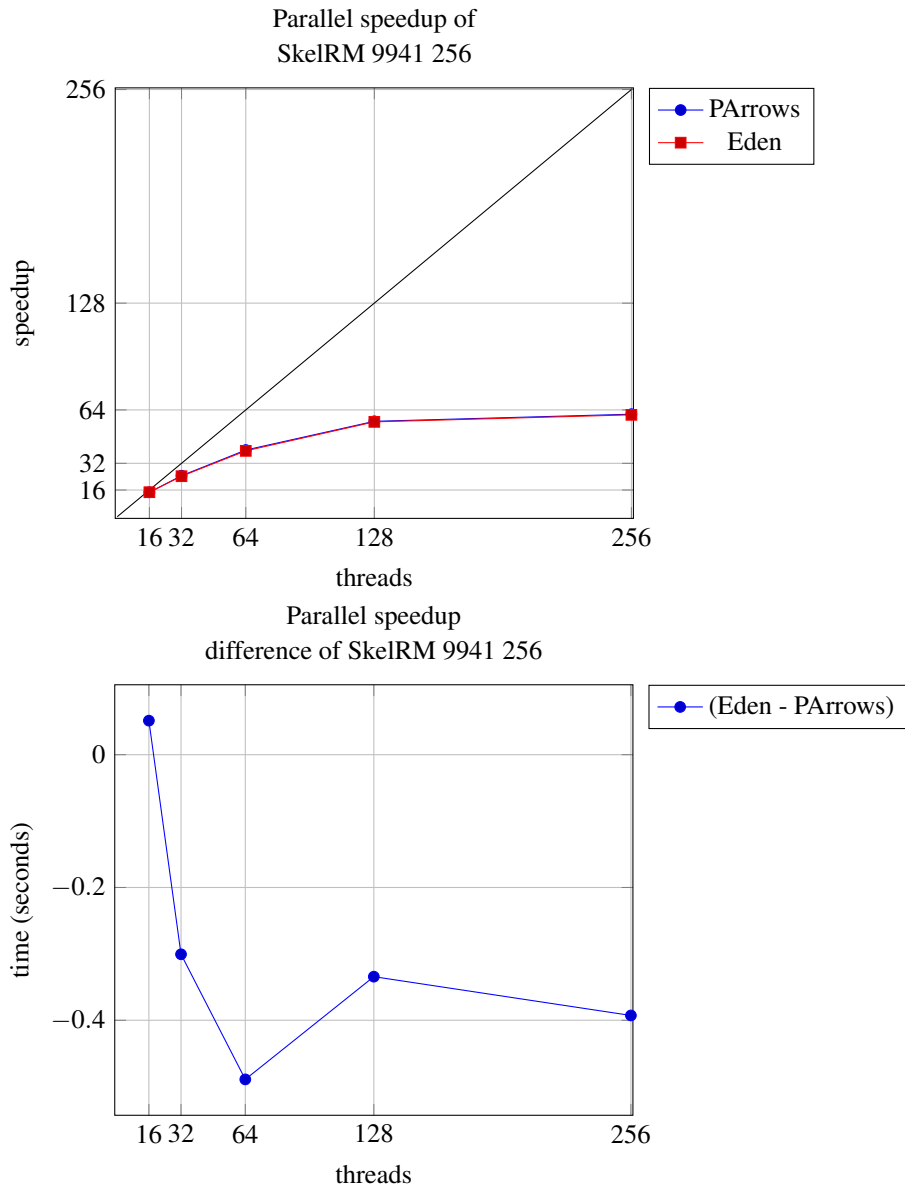 Parallel speedup of
SkelRM 9941 256
256
128
64
32
16
speedup
16 32 64 128 256
threads
PArrows
Eden
Parallel speedup
difference of SkelRM 9941 256
0
−0.2
−0.4
time (seconds)
16 32 64 128 256
threads
(Eden - PArrows)